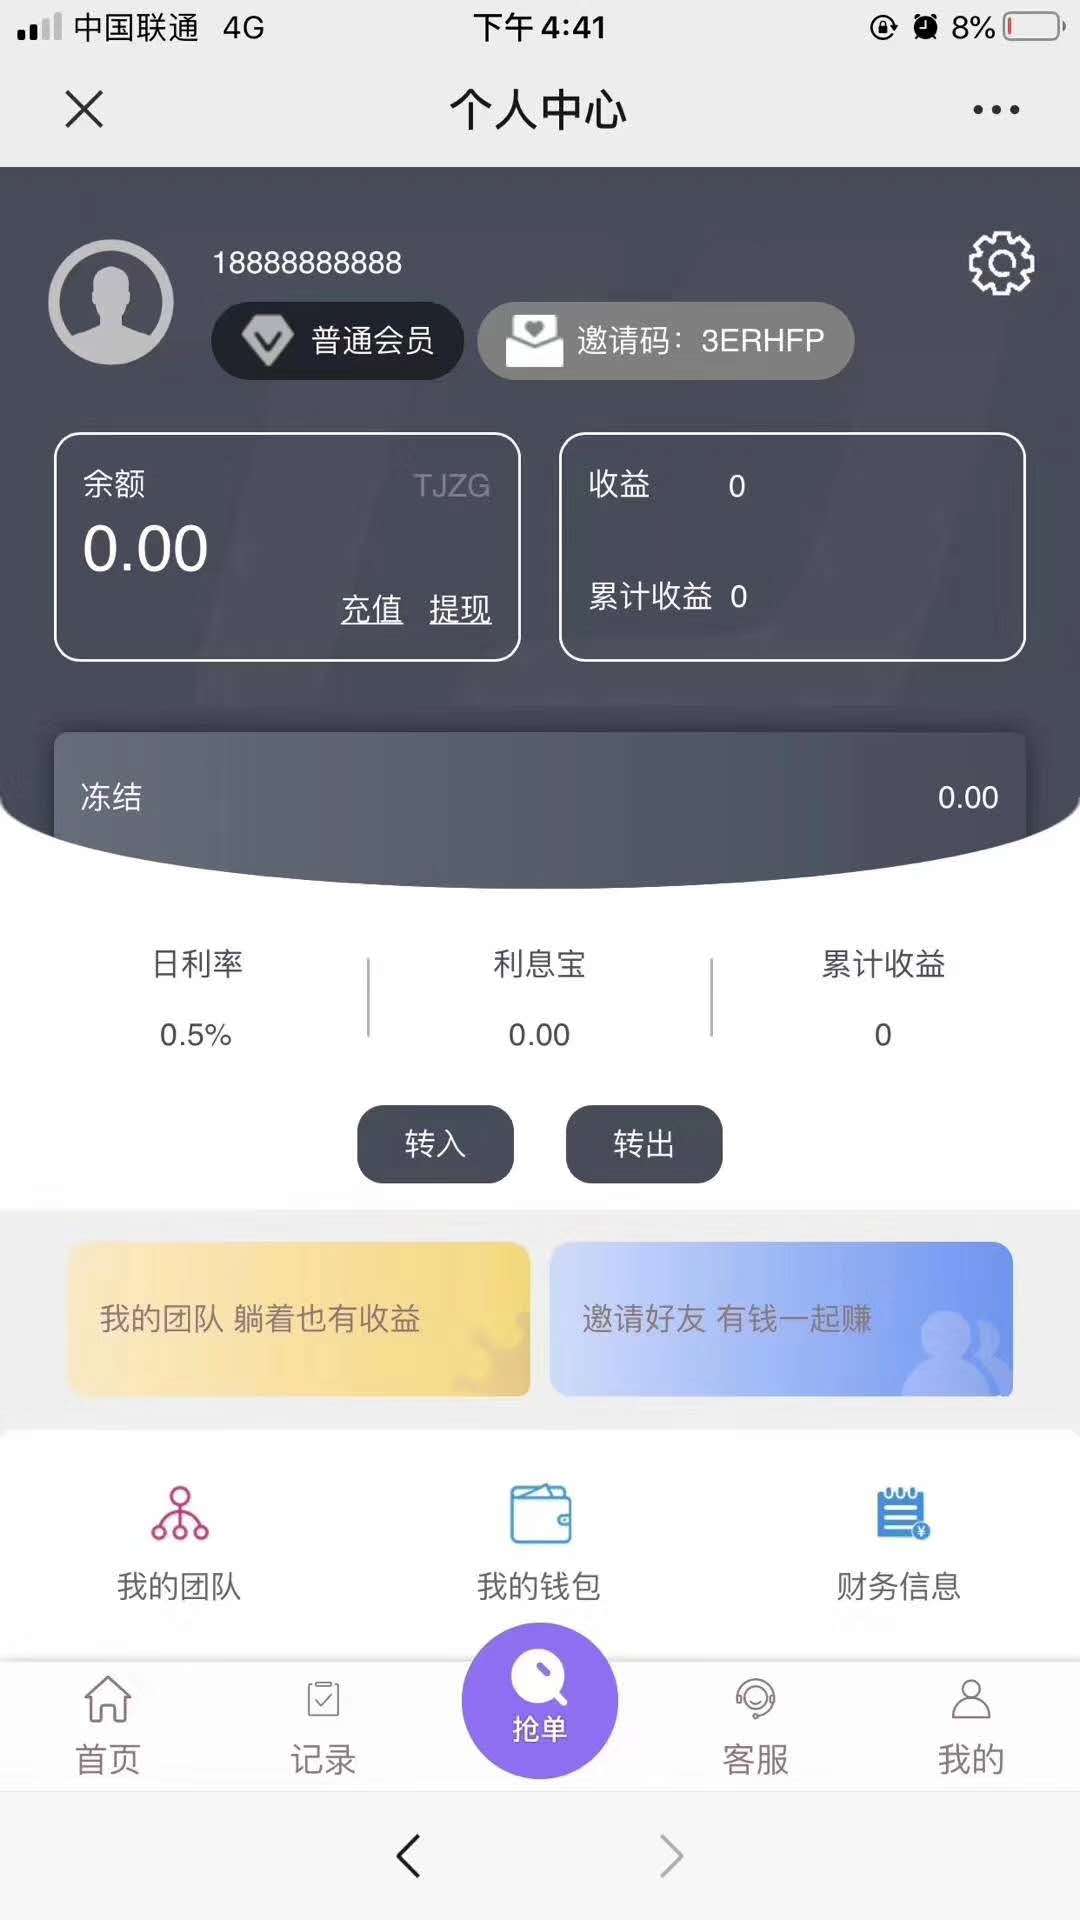 中国联通 4G 下午 4:41 8%
个人中心
18888888888
普通会员 邀请码：3ERHFP
余额 TJZG
0.00
充值 提现
收益 0
累计收益 0
冻结 0.00
日利率 利息宝 累计收益
0.5% 0.00 0
转入 转出
我的团队 躺着也有收益 邀请好友 有钱一起赚
我的团队 我的钱包 财务信息
抢单
首页 记录 客服 我的